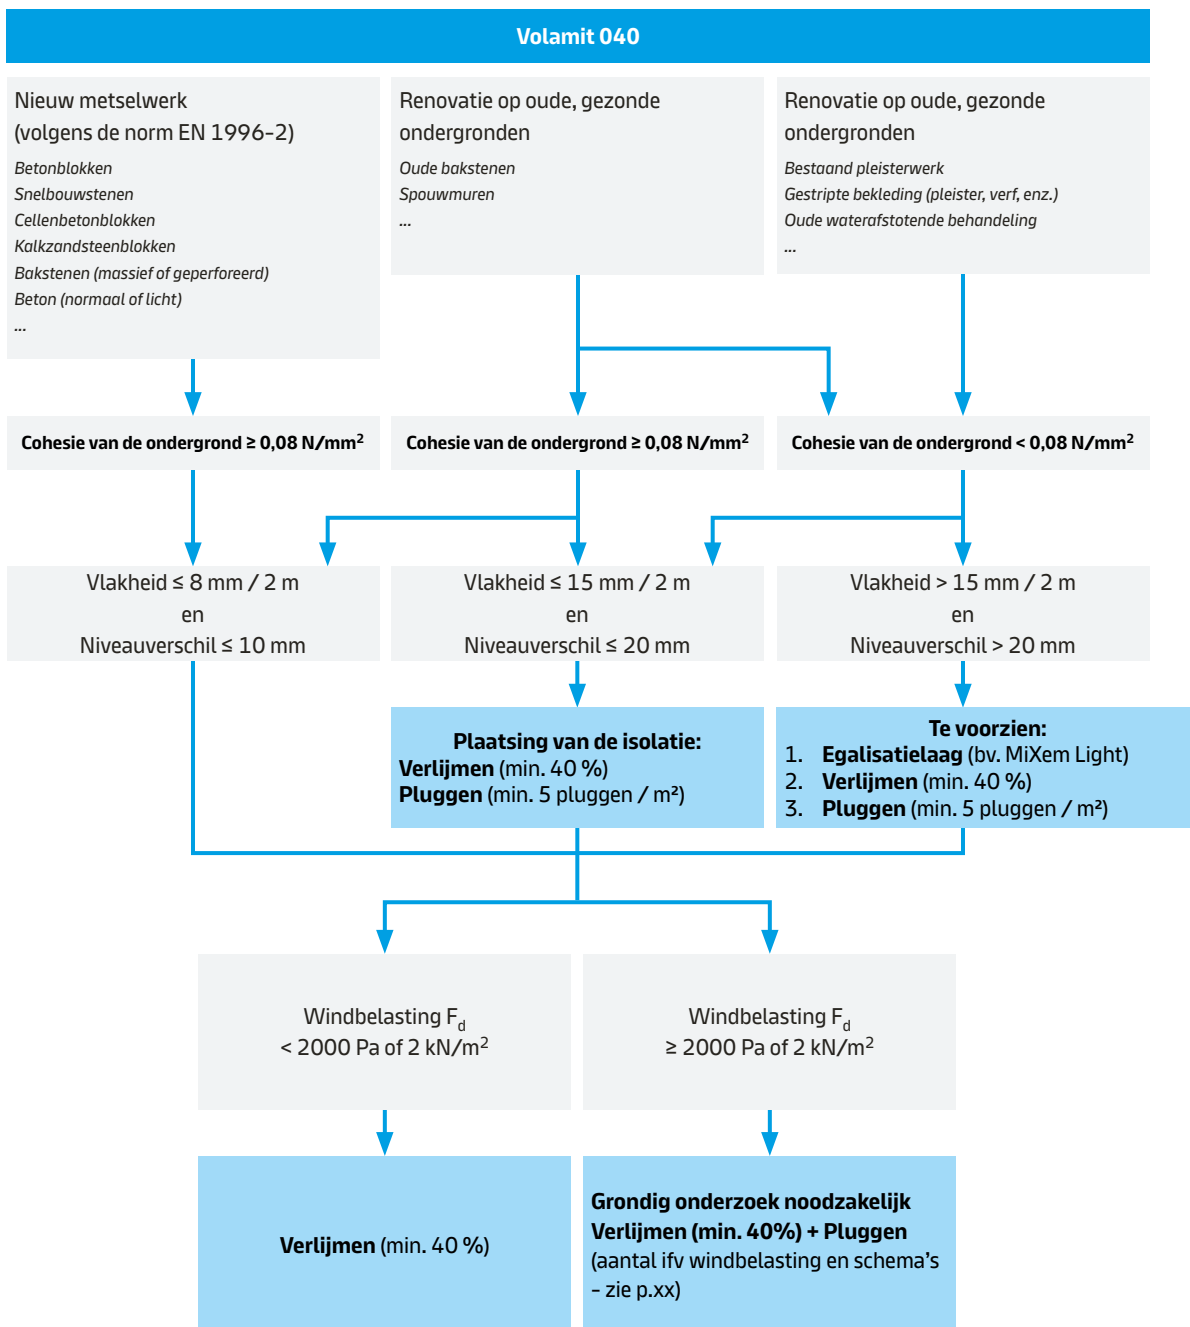 Volamit 040
Nieuw metselwerk
(volgens de norm EN 1996-2)
Betonblokken
Snelbouwstenen
Cellenbetonblokken
Kalkzandsteenblokken
Bakstenen (massief of geperforeerd)
Beton (normaal of licht)
...
Renovatie op oude, gezonde
ondergronden
Oude bakstenen
Spouwmuren
...
Renovatie op oude, gezonde
ondergronden
Bestaand pleisterwerk
Gestripte bekleding (pleister, verf, enz.)
Oude waterafstotende behandeling
...
Cohesie van de ondergrond ≥ 0,08 N/mm²
Cohesie van de ondergrond ≥ 0,08 N/mm²
Cohesie van de ondergrond < 0,08 N/mm²
Vlakheid ≤ 8 mm / 2 m
en
Niveauverschil ≤ 10 mm
Vlakheid ≤ 15 mm / 2 m
en
Niveauverschil ≤ 20 mm
Vlakheid > 15 mm / 2 m
en
Niveauverschil > 20 mm
Plaatsing van de isolatie:
Verlijmen (min. 40 %)
Pluggen (min. 5 pluggen / m²)
Te voorzien:
1. Egalisatielaag (bv. MiXem Light)
2. Verlijmen (min. 40 %)
3. Pluggen (min. 5 pluggen / m²)
Windbelasting Fd
< 2000 Pa of 2 kN/m²
Windbelasting Fd
≥ 2000 Pa of 2 kN/m²
Verlijmen (min. 40 %)
Grondig onderzoek noodzakelijk
Verlijmen (min. 40%) + Pluggen
(aantal ifv windbelasting en schema's
- zie p.xx)